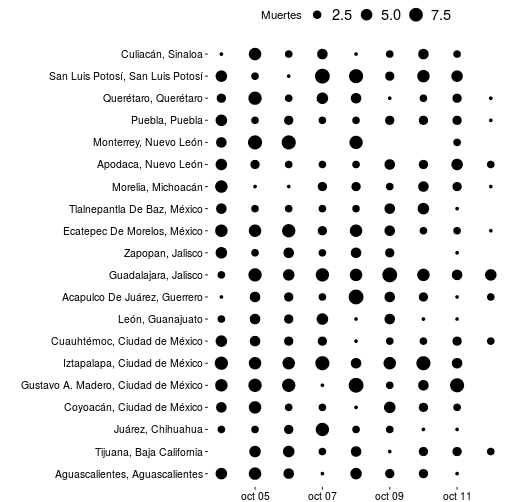 Muertes 2.5 5.0 7.5
Culiacán, Sinaloa
San Luis Potosí, San Luis Potosí
Querétaro, Querétaro
Puebla, Puebla
Monterrey, Nuevo León
Apodaca, Nuevo León
Morelia, Michoacán
Tlalnepantla De Baz, México
Ecatepec De Morelos, México
Zapopan, Jalisco
Guadalajara, Jalisco
Acapulco De Juárez, Guerrero
León, Guanajuato
Cuauhtémoc, Ciudad de México
Iztapalapa, Ciudad de México
Gustavo A. Madero, Ciudad de México
Coyoacán, Ciudad de México
Juárez, Chihuahua
Tijuana, Baja California
Aguascalientes, Aguascalientes
oct 05 oct 07 oct 09 oct 11